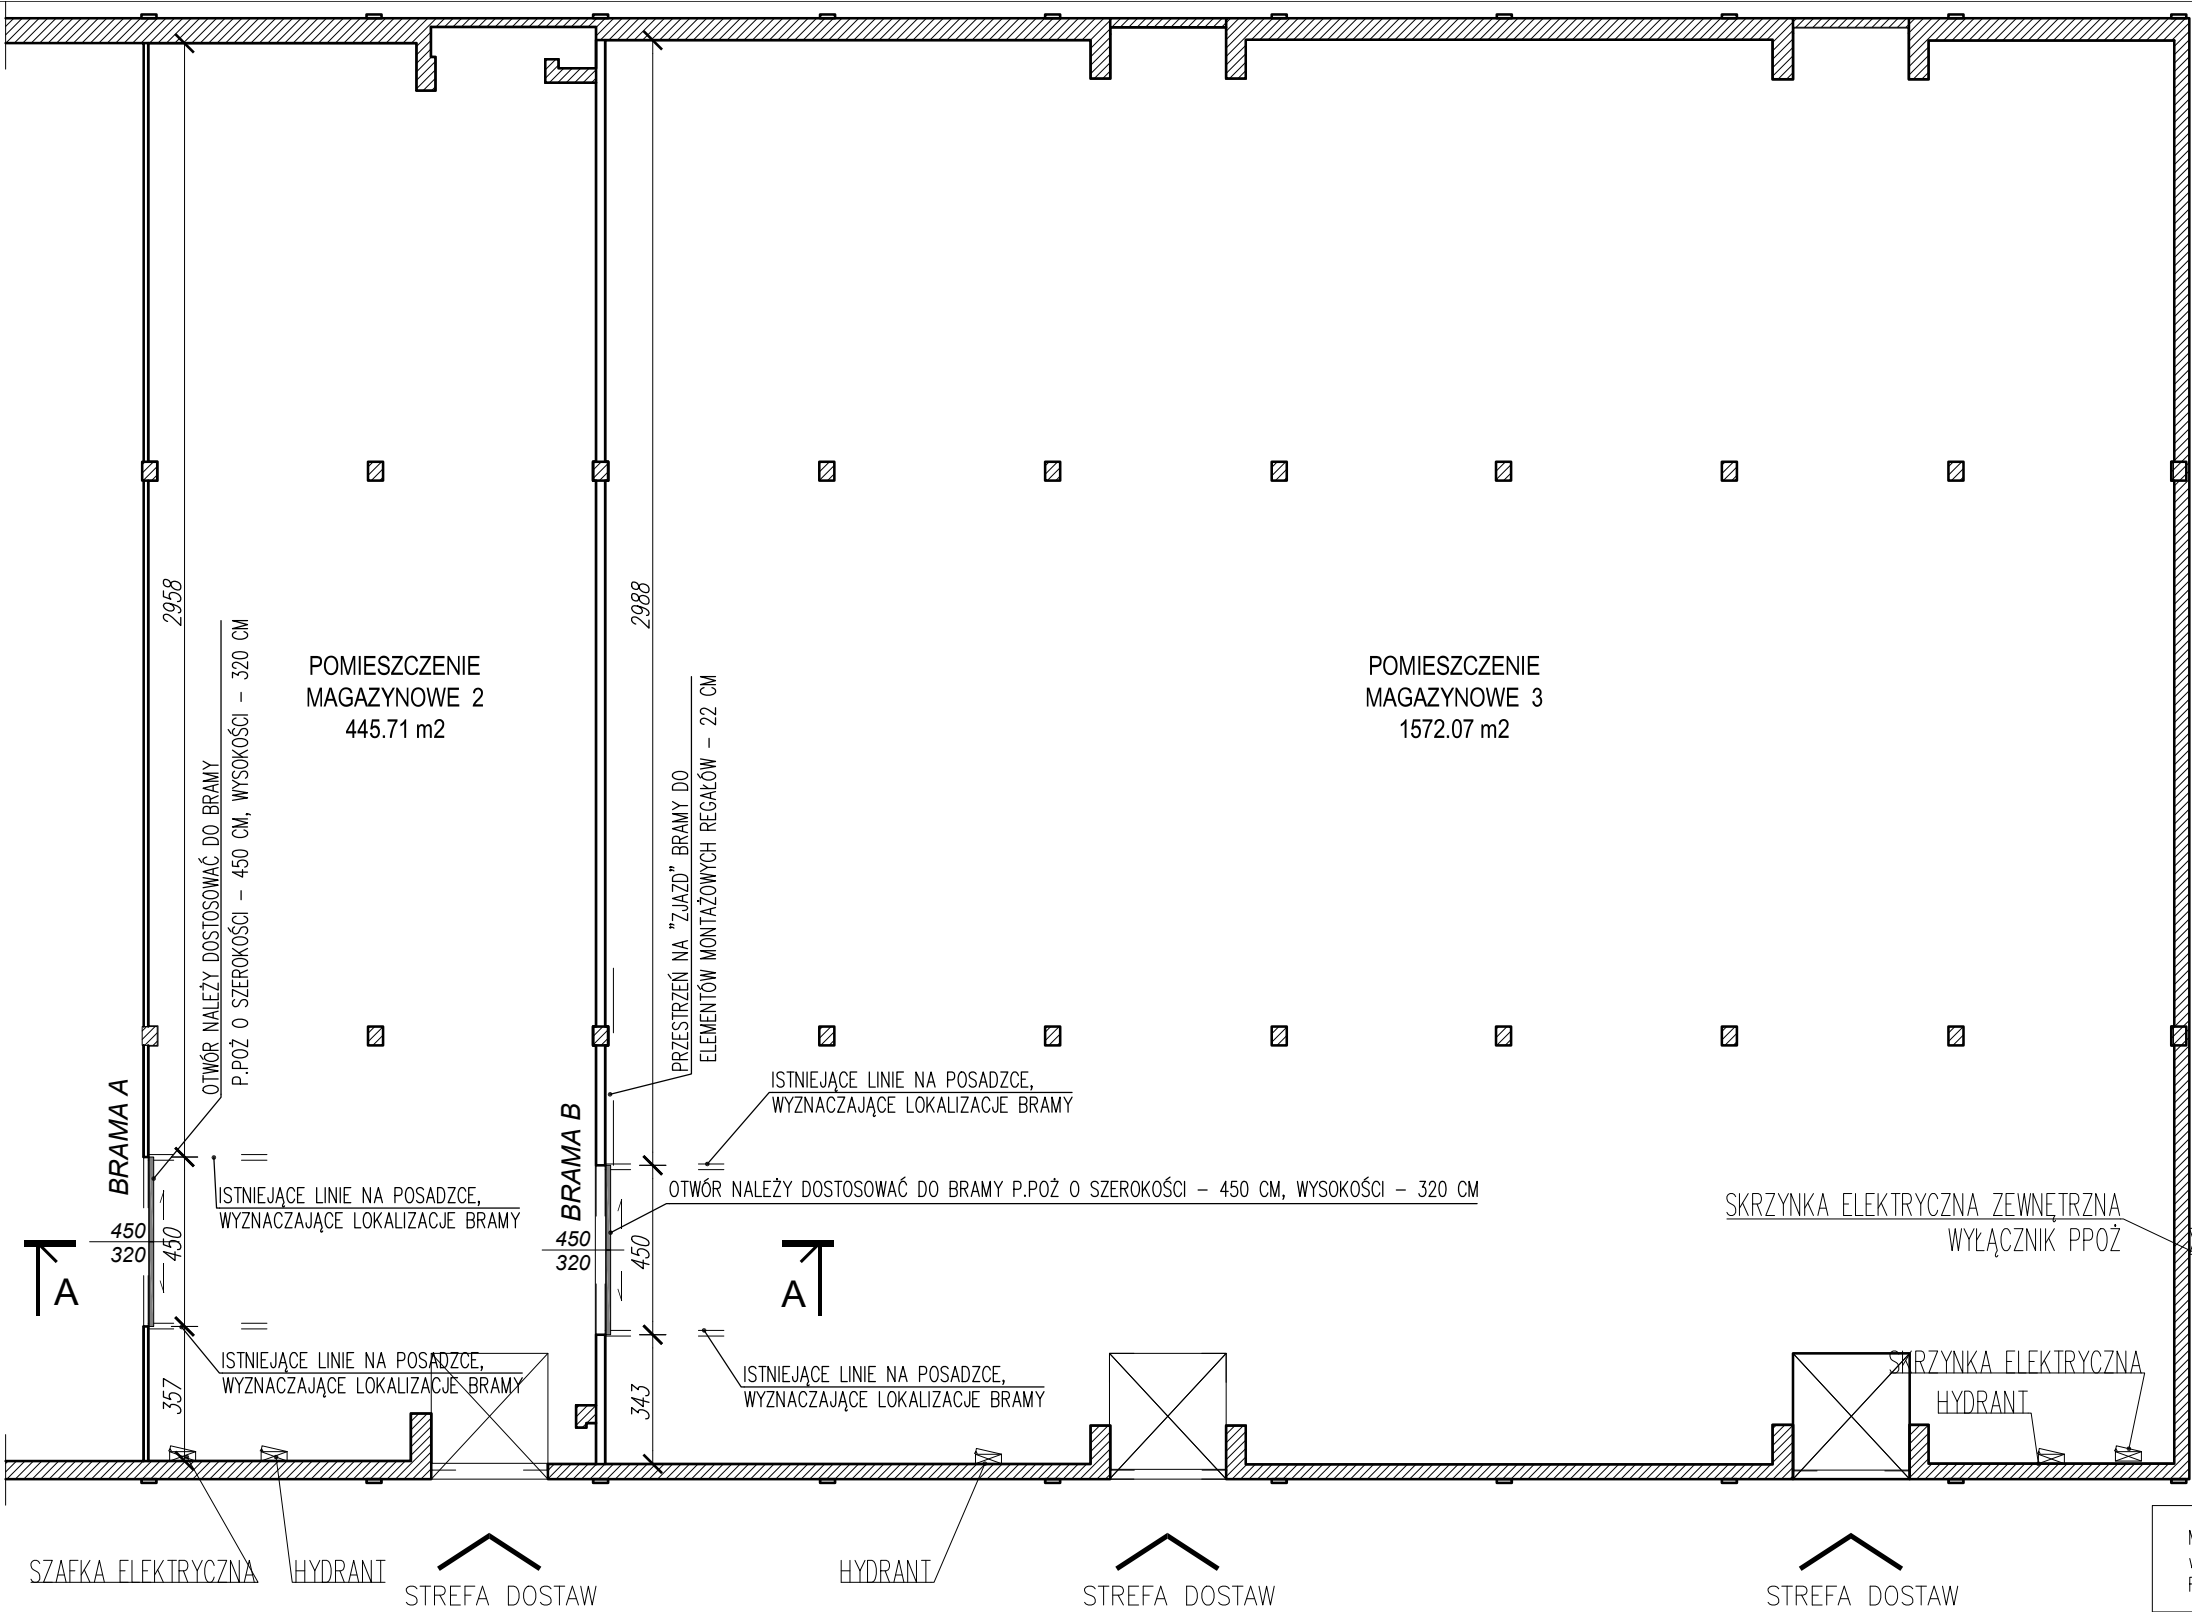 2958
OTWÓR NALEŻY DOSTOSOWAĆ DO BRAMY
P.POŻ O SZEROKOŚCI - 450 CM, WYSOKOŚCI - 320 CM
POMIESZCZENIE
MAGAZYNOWE 2
445.71 m2
2988
PRZESTRZEŃ NA "ZJAZD" BRAMY DO
ELEMENTÓW MONTAŻOWYCH REGAŁÓW - 22 CM
POMIESZCZENIE
MAGAZYNOWE 3
1572.07 m2
BRAMA A
BRAMA B
ISTNIEJĄCE LINIE NA POSADZCE,
WYZNACZAJĄCE LOKALIZACJE BRAMY
ISTNIEJĄCE LINIE NA POSADZCE,
WYZNACZAJĄCE LOKALIZACJE BRAMY
OTWÓR NALEŻY DOSTOSOWAĆ DO BRAMY P.POŻ O SZEROKOŚCI - 450 CM, WYSOKOŚCI - 320 CM
450
320
450
450
320
450
A
A
SKRZYNKA ELEKTRYCZNA ZEWNĘTRZNA
WYŁĄCZNIK PPOŻ
ISTNIEJĄCE LINIE NA POSADZCE,
WYZNACZAJĄCE LOKALIZACJE BRAMY
357
ISTNIEJĄCE LINIE NA POSADZCE,
WYZNACZAJĄCE LOKALIZACJE BRAMY
343
SKRZYNKA ELEKTRYCZNA
HYDRANT
SZAFKA ELEKTRYCZNA
HYDRANT
STREFA DOSTAW
HYDRANT
STREFA DOSTAW
STREFA DOSTAW